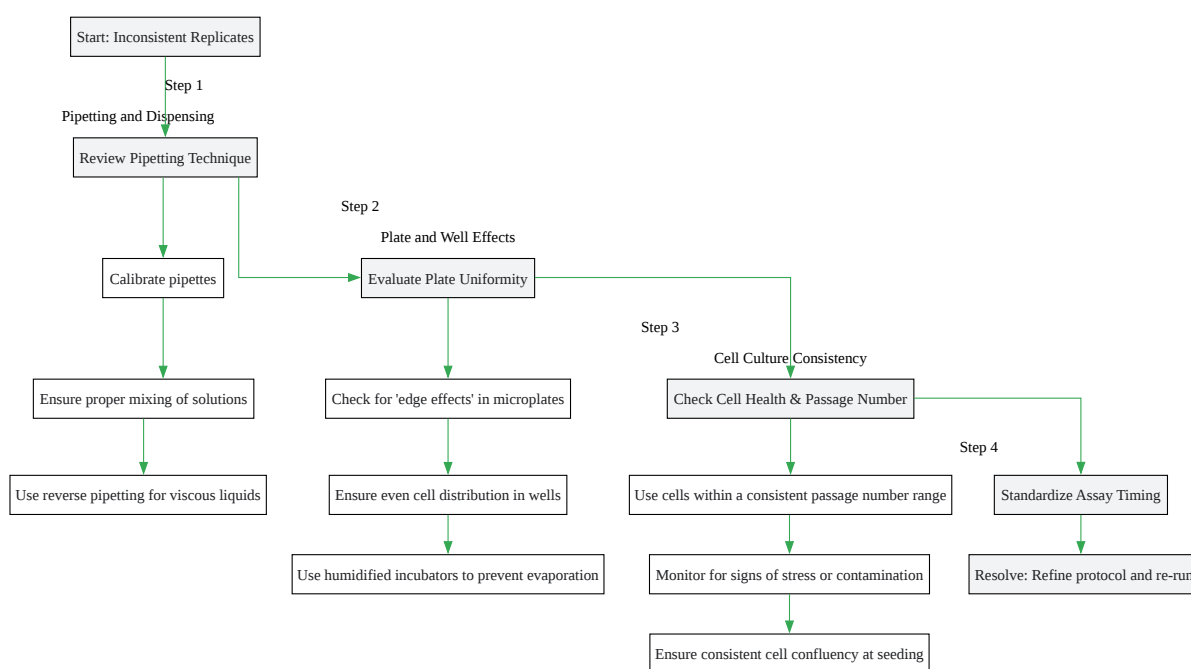 Start: Inconsistent Replicates
Step 1
Pipetting and Dispensing
Review Pipetting Technique
Step 2
Plate and Well Effects
Calibrate pipettes
Evaluate Plate Uniformity
Step 3
Cell Culture Consistency
Ensure proper mixing of solutions
Check for 'edge effects' in microplates
Check Cell Health & Passage Number
Step 4
Use reverse pipetting for viscous liquids
Ensure even cell distribution in wells
Use cells within a consistent passage number range
Standardize Assay Timing
Use humidified incubators to prevent evaporation
Monitor for signs of stress or contamination
Resolve: Refine protocol and re-run
Ensure consistent cell confluency at seeding